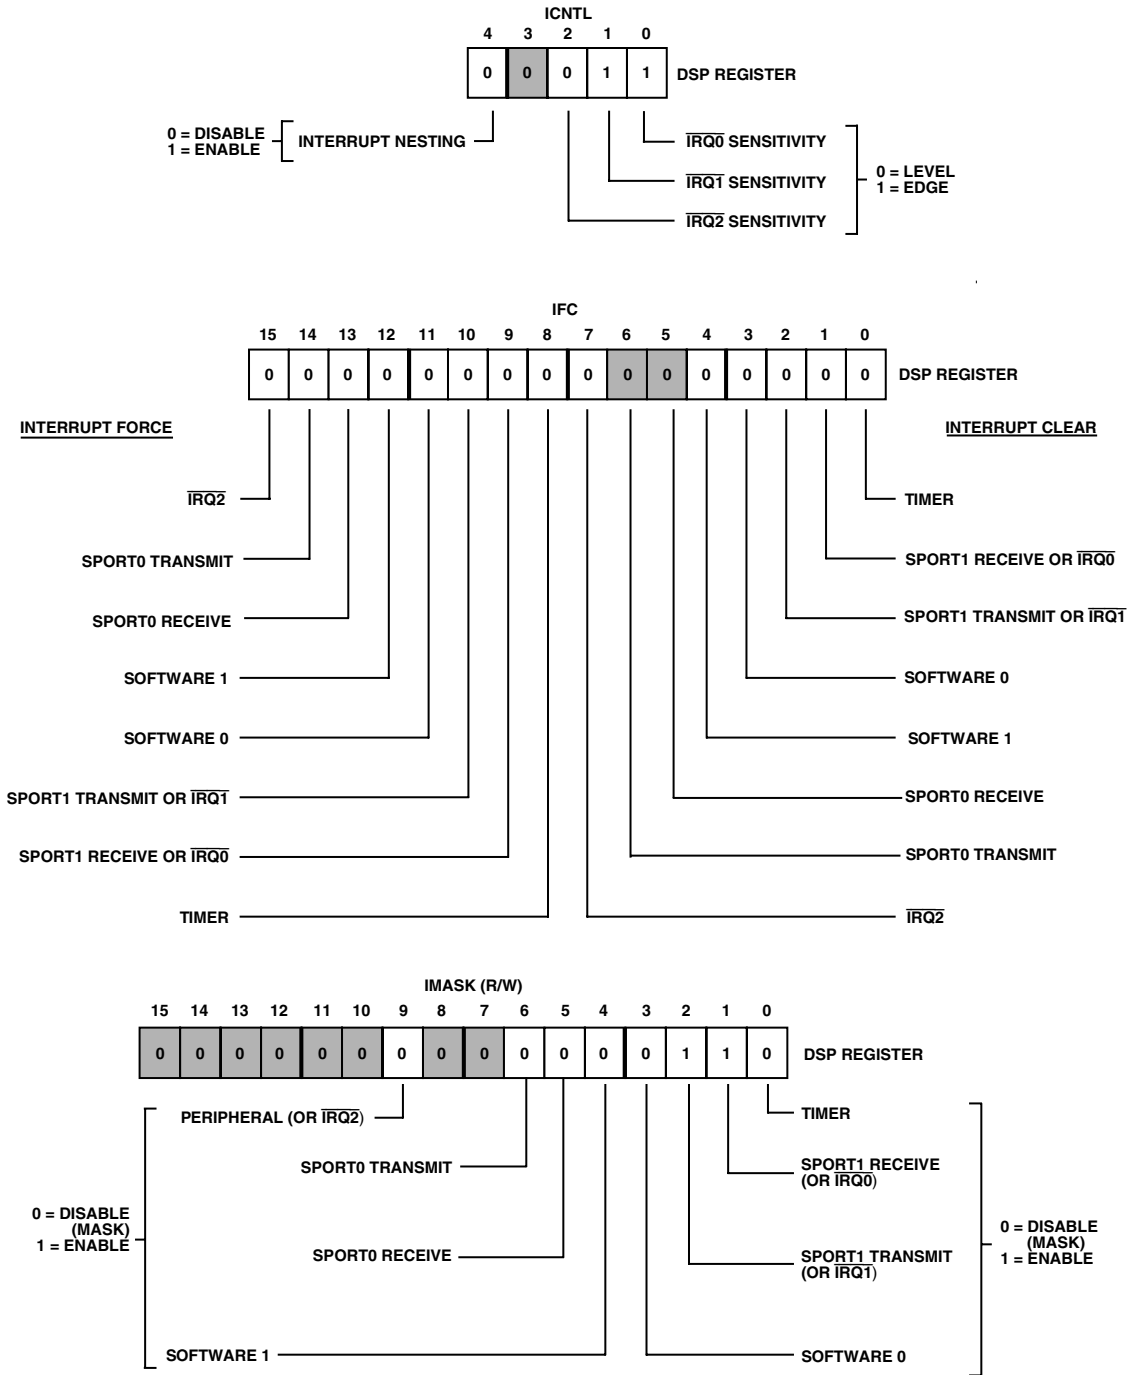 ICNTL
4 3 2 1 0
0 0 0 1 1 DSP REGISTER
0 = DISABLE
1 = ENABLE
INTERRUPT NESTING
IRQ0 SENSITIVITY
IRQ1 SENSITIVITY
IRQ2 SENSITIVITY
0 = LEVEL
1 = EDGE
IFC
15 14 13 12 11 10 9 8 7 6 5 4 3 2 1 0
0 0 0 0 0 0 0 0 0 0 0 0 0 0 0 0 DSP REGISTER
INTERRUPT FORCE
INTERRUPT CLEAR
IRQ2
TIMER
SPORT0 TRANSMIT
SPORT1 RECEIVE OR IRQ0
SPORT0 RECEIVE
SPORT1 TRANSMIT OR IRQ1
SOFTWARE 1
SOFTWARE 0
SOFTWARE 0
SOFTWARE 1
SPORT1 TRANSMIT OR IRQ1
SPORT0 RECEIVE
SPORT1 RECEIVE OR IRQ0
SPORT0 TRANSMIT
TIMER
IRQ2
IMASK (R/W)
15 14 13 12 11 10 9 8 7 6 5 4 3 2 1 0
0 0 0 0 0 0 0 0 0 0 0 0 0 1 1 0 DSP REGISTER
PERIPHERAL (OR IRQ2)
TIMER
SPORT0 TRANSMIT
SPORT1 RECEIVE
(OR IRQ0)
0 = DISABLE
(MASK)
1 = ENABLE
SPORT0 RECEIVE
SPORT1 TRANSMIT
(OR IRQ1)
0 = DISABLE
(MASK)
1 = ENABLE
SOFTWARE 1
SOFTWARE 0